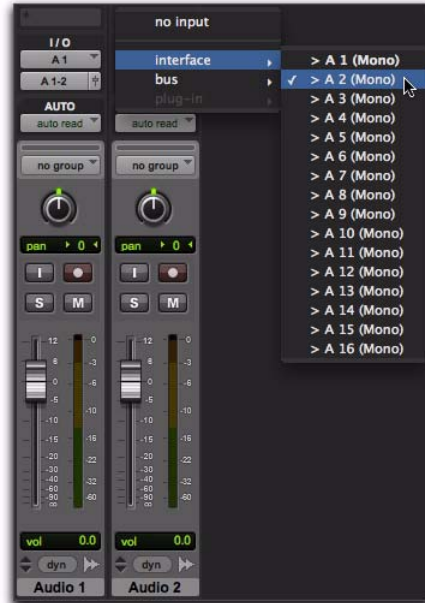 no input
I / O
A 1
A 1-2
interface
bus
plug-in
> A 1 (Mono)
✓ > A 2 (Mono)
> A 3 (Mono)
> A 4 (Mono)
> A 5 (Mono)
> A 6 (Mono)
> A 7 (Mono)
> A 8 (Mono)
> A 9 (Mono)
> A 10 (Mono)
> A 11 (Mono)
> A 12 (Mono)
> A 13 (Mono)
> A 14 (Mono)
> A 15 (Mono)
> A 16 (Mono)
AUTO
auto read
auto read
no group
no group
pan 0
pan 0
I
I
S M
S M
12 0
6 -3
0 -6
-5
-10 -10
-15 -16
-20 -22
-30
-40 -32
-60
-90 -60
∞
12 0
6 -3
0 -6
-5
-10 -10
-15 -16
-20 -22
-30
-40 -32
-60
-90 -60
∞
vol 0.0
vol 0.0
dyn
dyn
Audio 1
Audio 2